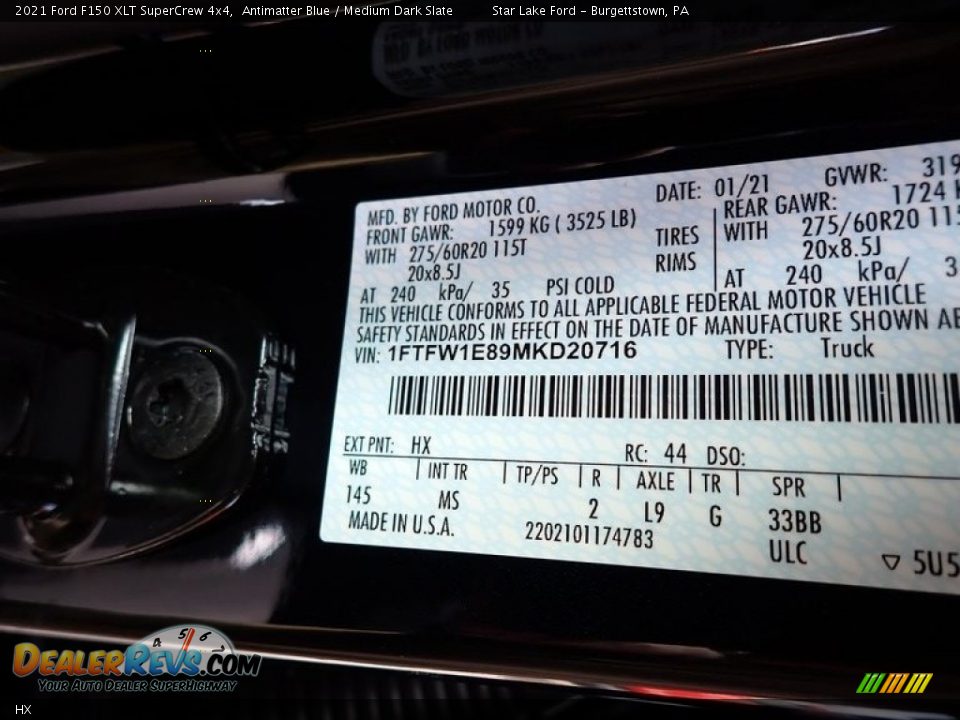 2021 Ford F150 XLT SuperCrew 4x4, Antimatter Blue / Medium Dark Slate Star Lake Ford - Burgettstown, PA
MFD. BY FORD MOTOR CO. DATE: 01/21 GVWR: 319
FRONT GAWR: 1599 KG ( 3525 LB) REAR GAWR: 1724 K
WITH 275/60R20 115T TIRES WITH 275/60R20 115
20x8.5J RIMS 20x8.5J
AT 240 kPa/ 35 PSI COLD AT 240 kPa/ 3
THIS VEHICLE CONFORMS TO ALL APPLICABLE FEDERAL MOTOR VEHICLE
SAFETY STANDARDS IN EFFECT ON THE DATE OF MANUFACTURE SHOWN AB
VIN: 1FTFW1E89MKD20716 TYPE: Truck
EXT PNT: HX RC: 44 DSO:
WB INT TR TP/PS R AXLE TR SPR
145 MS 2 L9 G 33BB
MADE IN U.S.A. 2202101174783 ULC
5U5
4 5 6
DealerRevs.com
Your Auto Dealer SuperHighway
HX